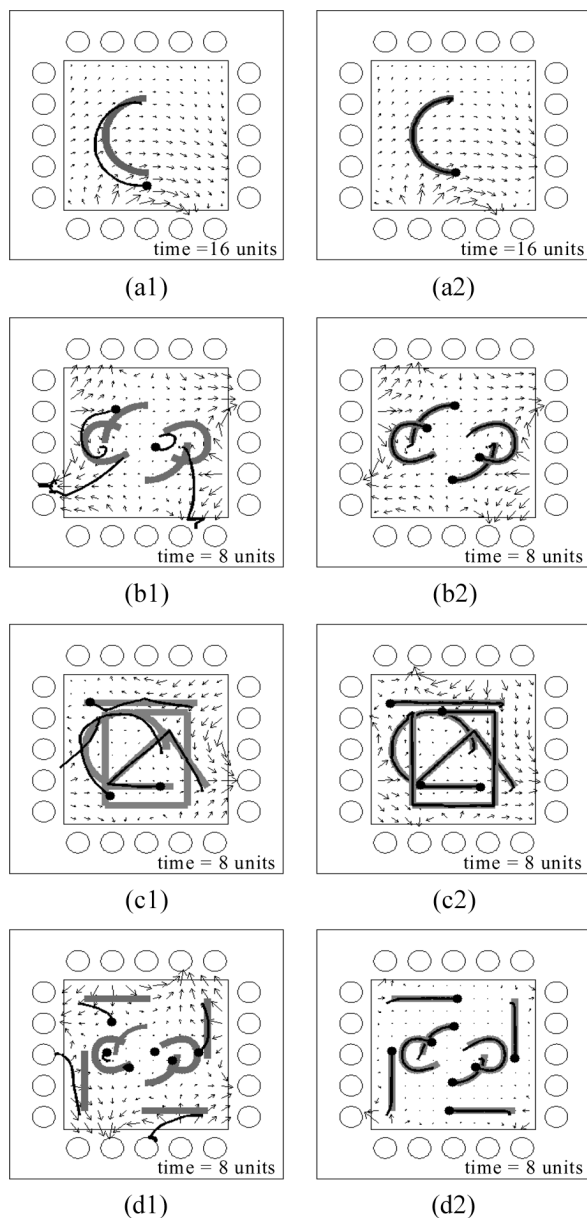 time =16 units
time =16 units
(a1)
(a2)
time = 8 units
time = 8 units
(b1)
(b2)
time = 8 units
time = 8 units
(c1)
(c2)
time = 8 units
time = 8 units
(d1)
(d2)